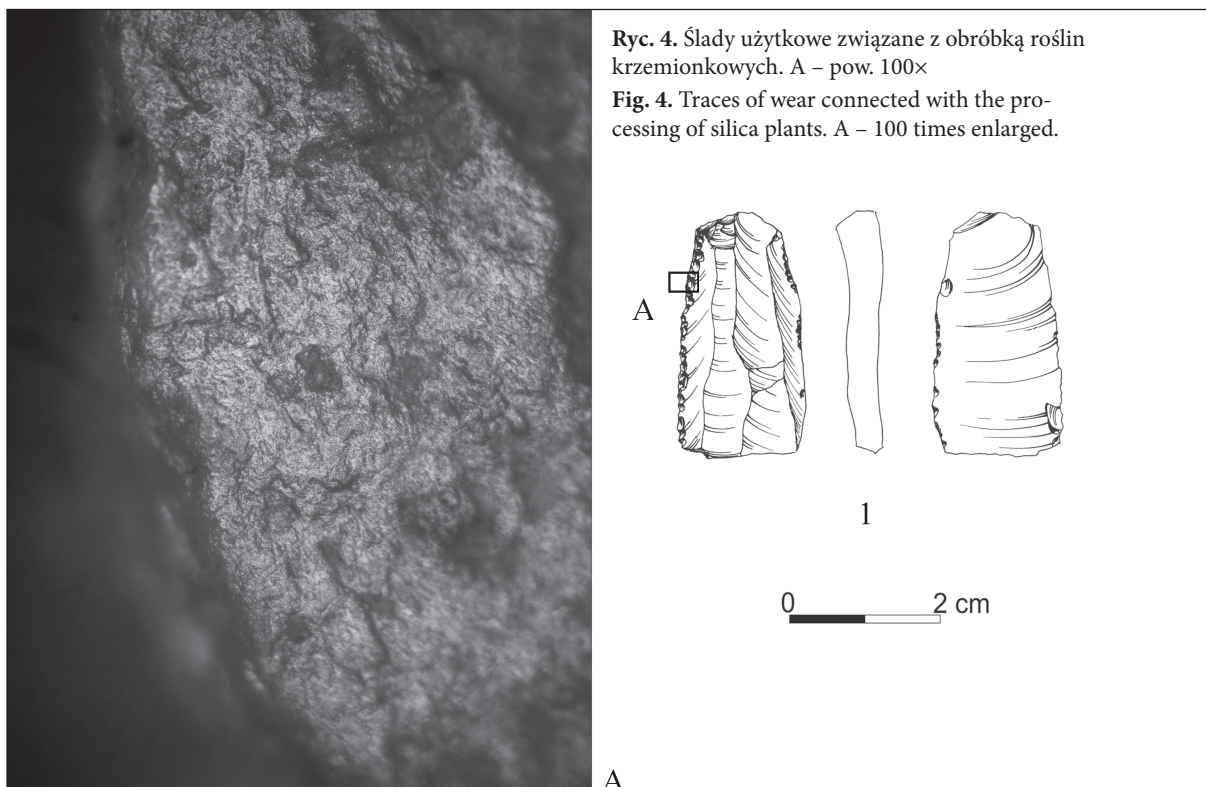 Ryc. 4. Ślady użytkowe związane z obróbką roślin
krzemionkowych. A – pow. 100×
Fig. 4. Traces of wear connected with the pro-
cessing of silica plants. A – 100 times enlarged.
A
1
0 2 cm
A